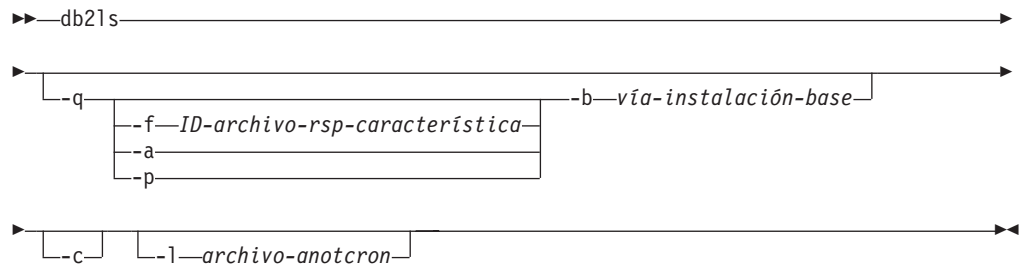 db2ls
-q -b vía-instalación-base
-f ID-archivo-rsp-característica
-a
-p
-c -l archivo-anotcron